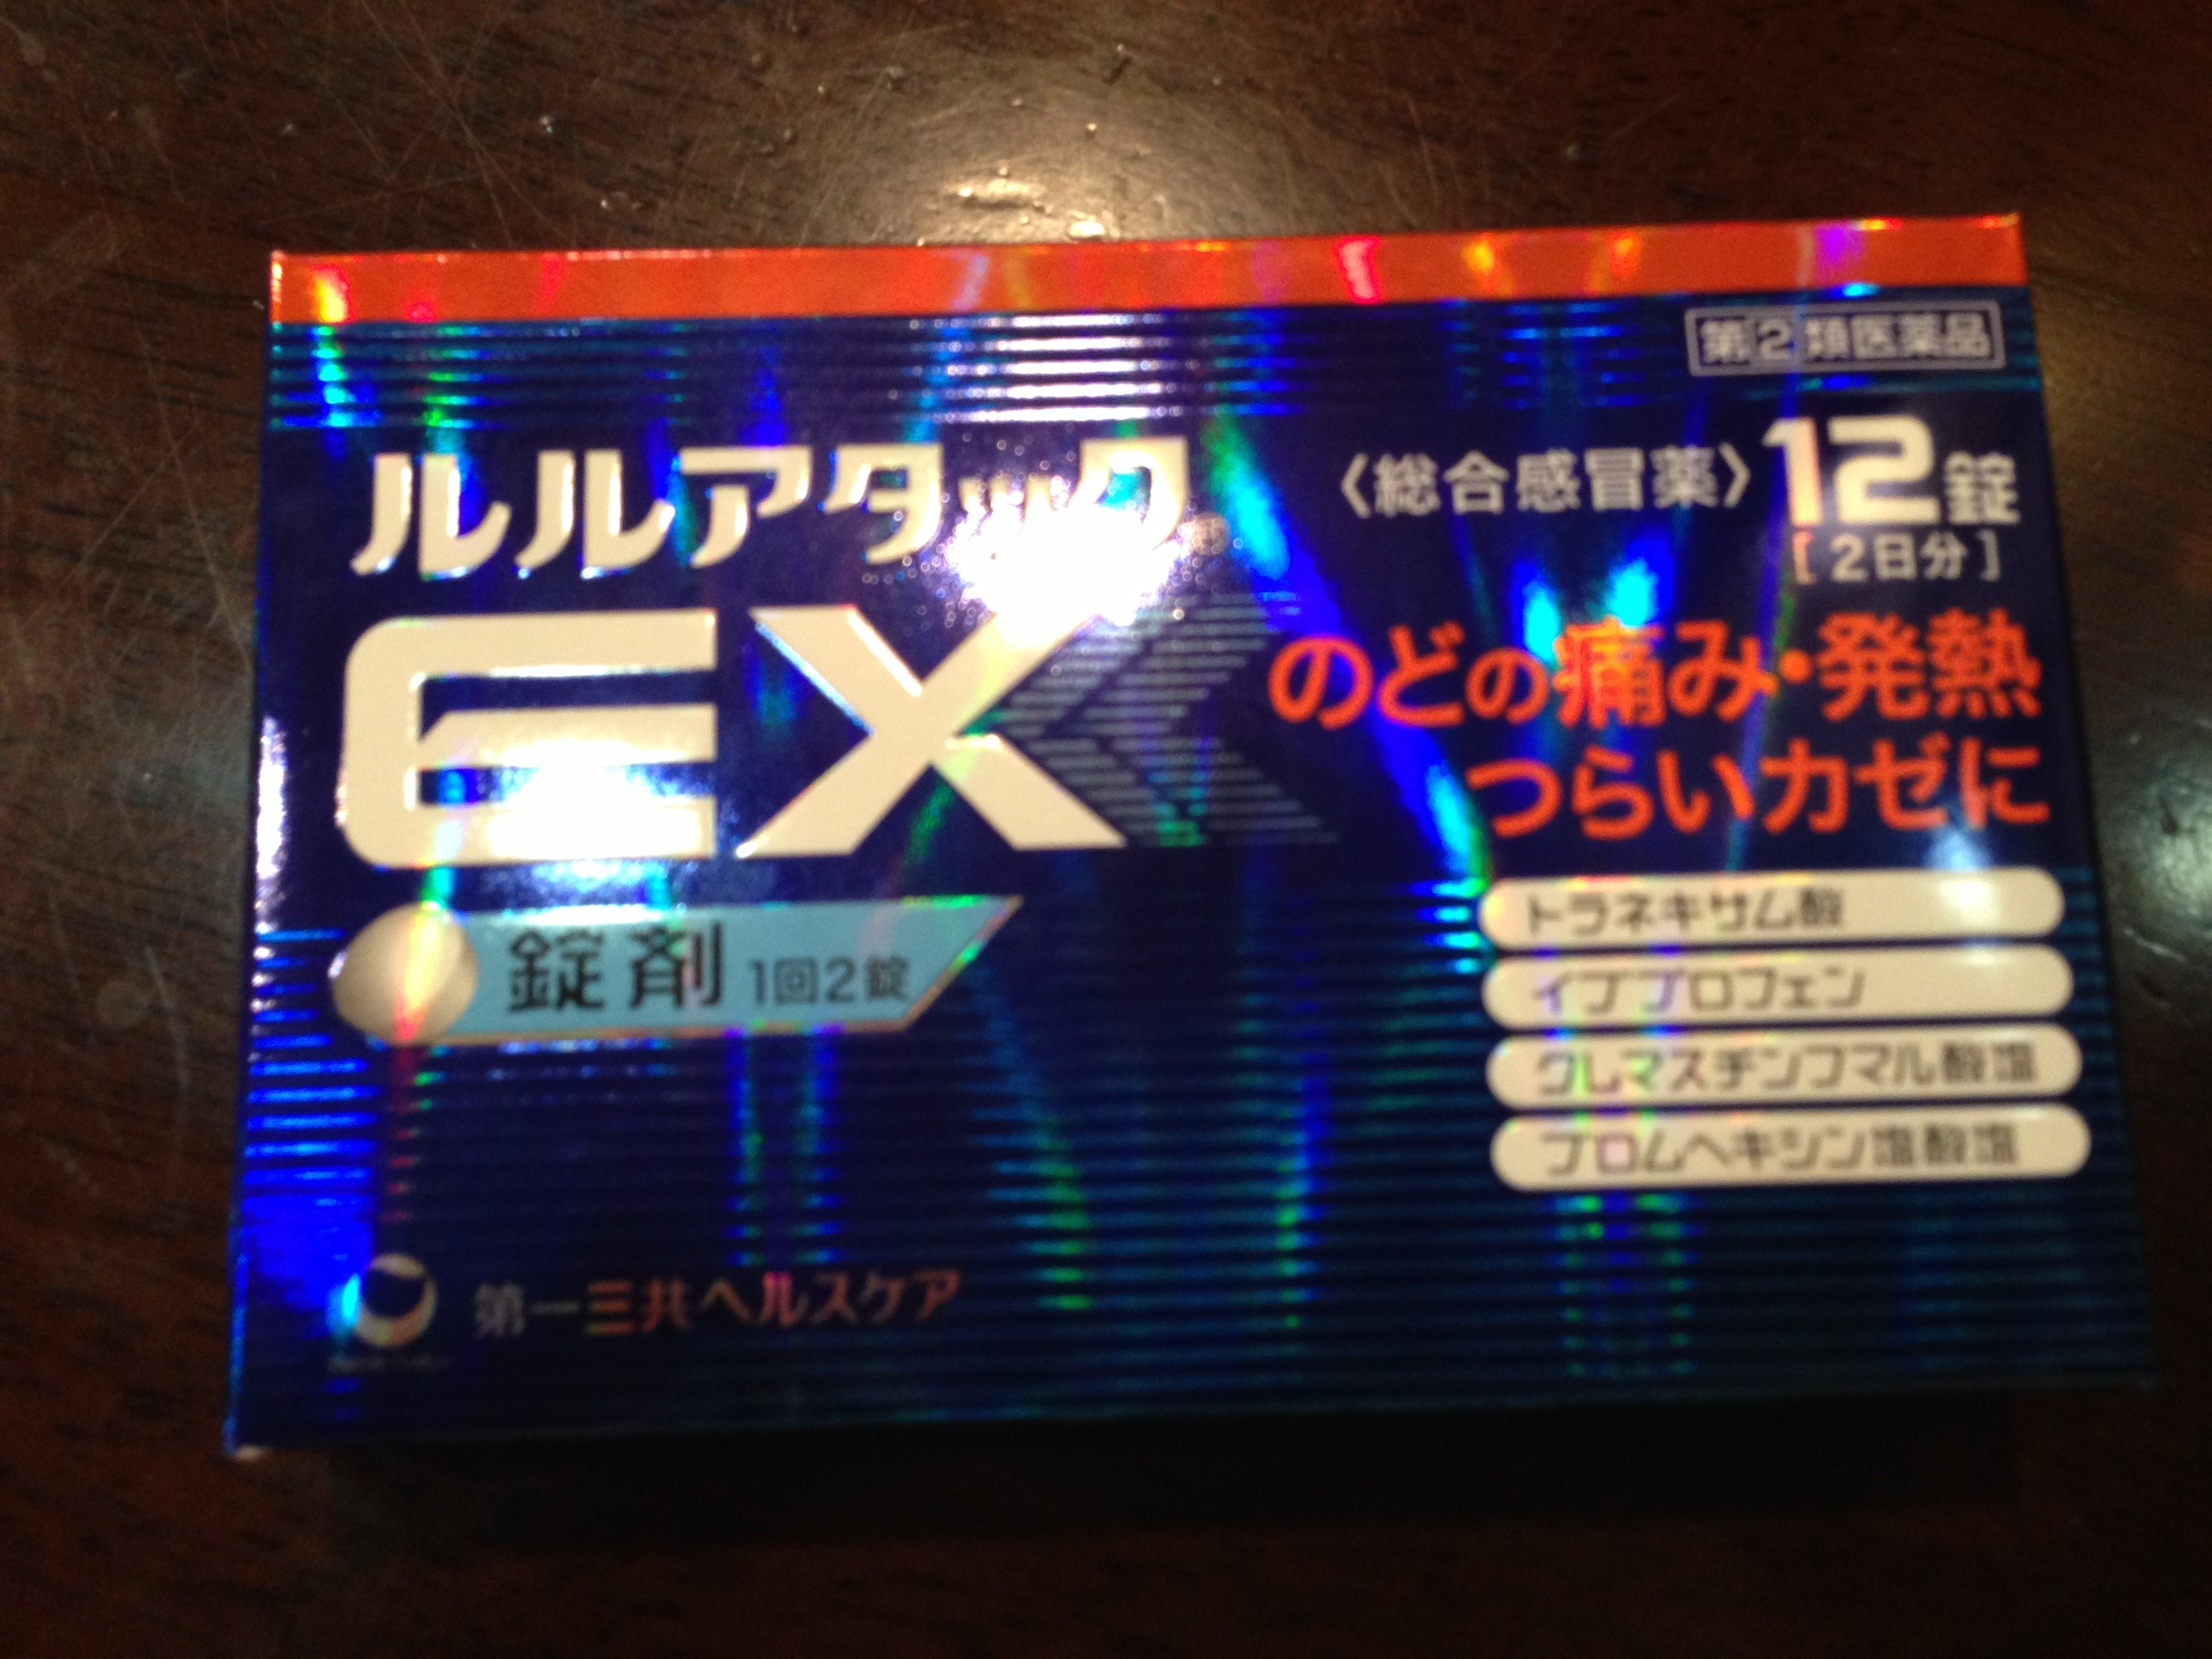 第②類医薬品
ルルアタック
〈総合感冒薬〉12錠
[2日分]
EX
のどの痛み・発熱
つらいカゼに
錠剤 1回2錠
トラネキサム酸
イブプロフェン
クレマスチンフマル酸塩
ブロムヘキシン塩酸塩
第一三共ヘルスケア